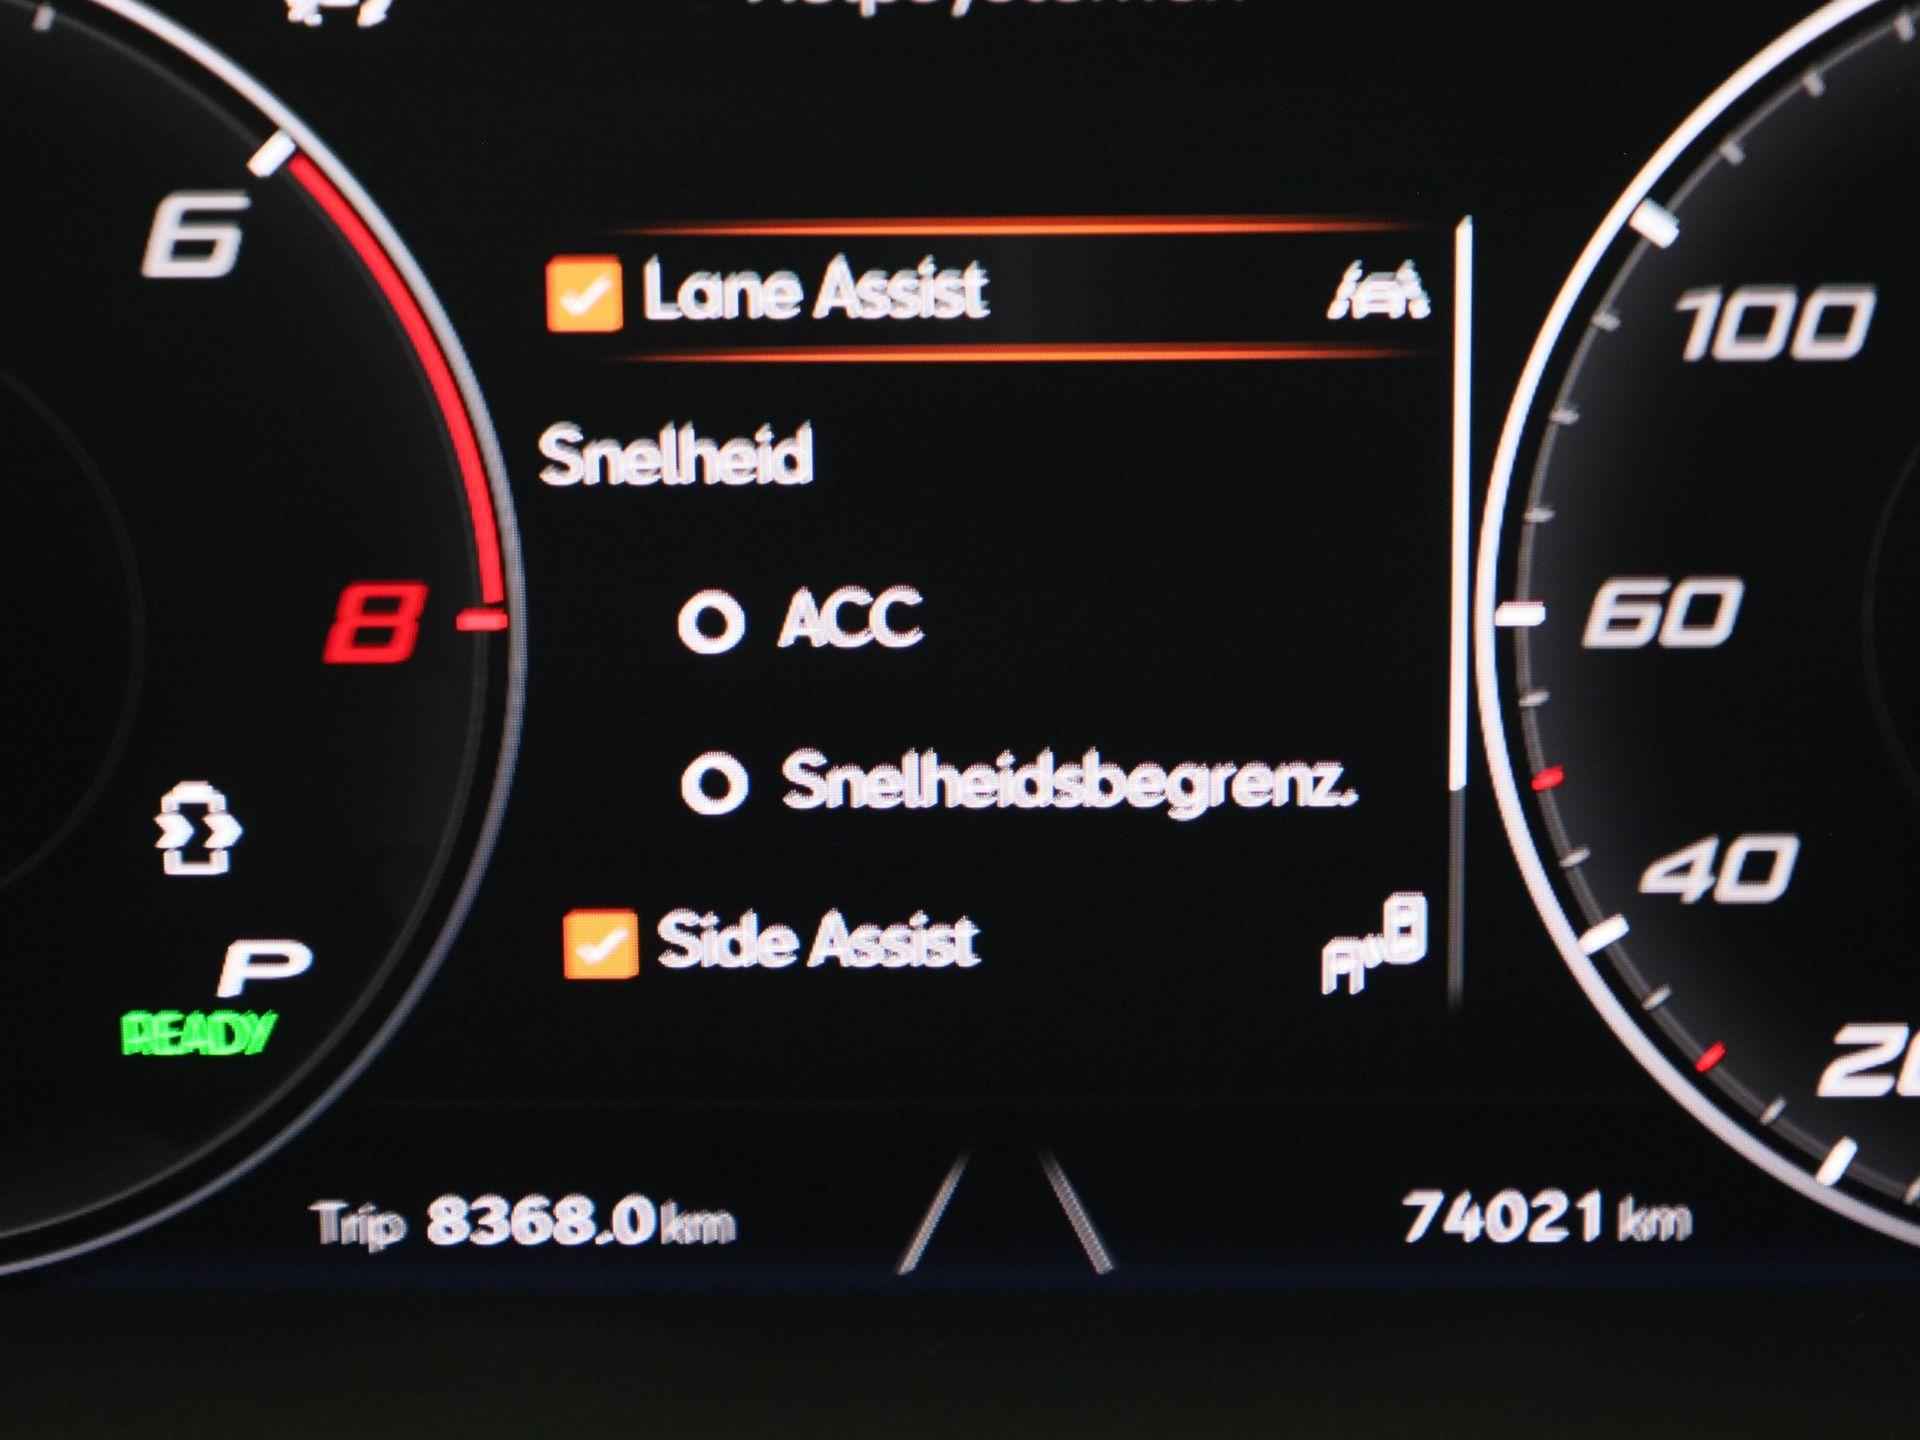 6
Lane Assist
100
Snelheid
8
ACC
60
Snelheidsbegrenz.
40
P
Side Assist
READY
Trip 8368.0 km
74021 km